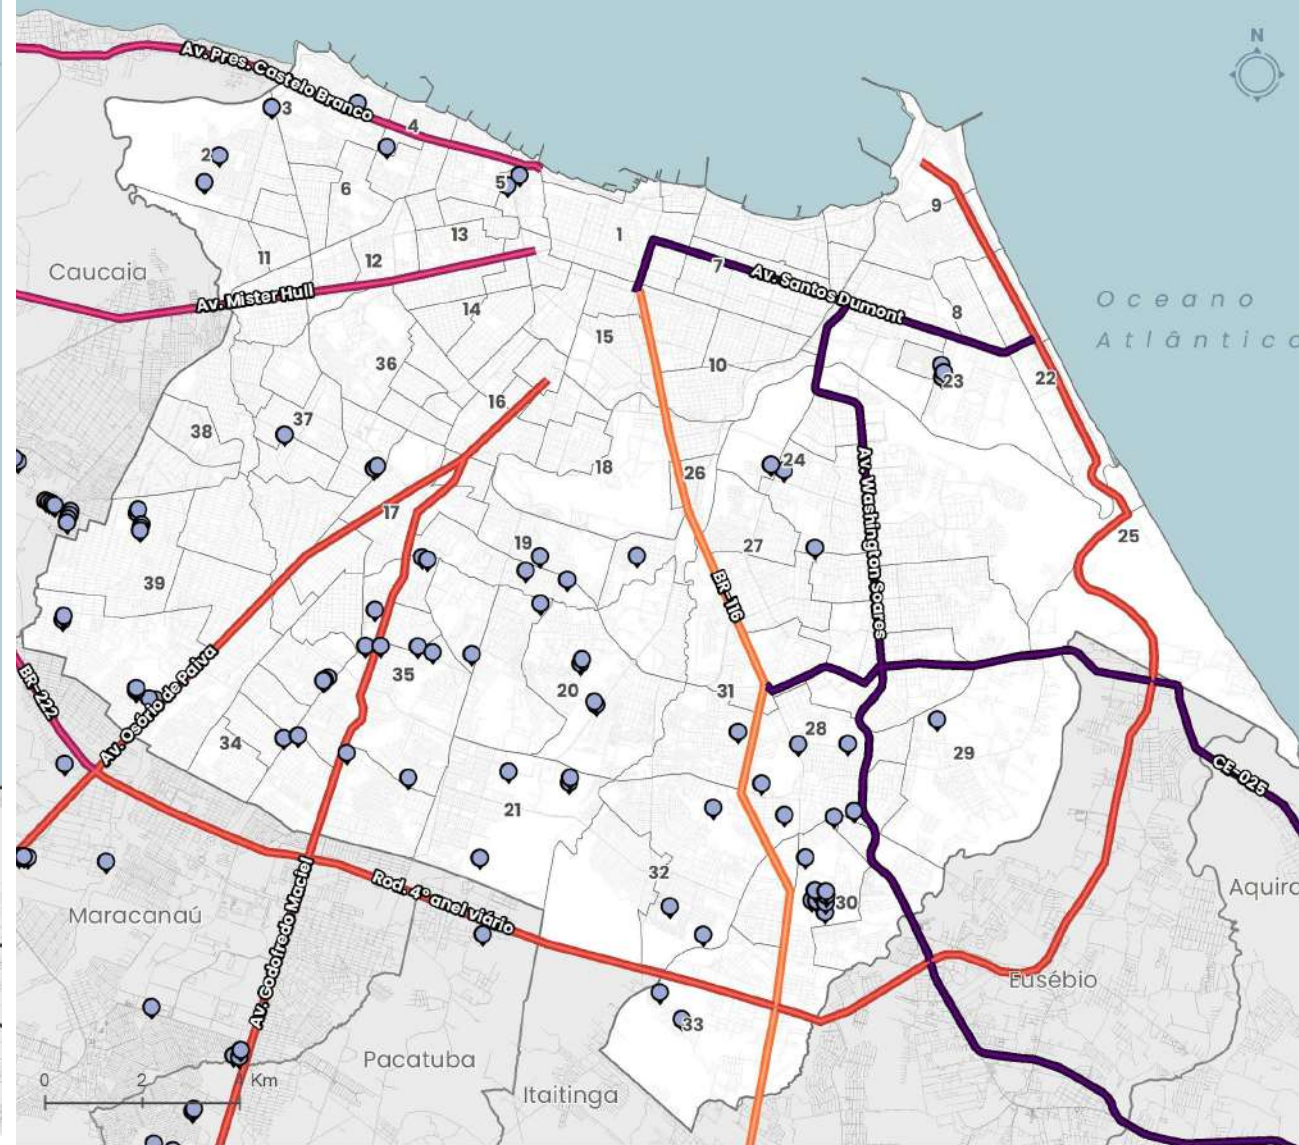 N
Av. Pres. Castelo Branco
3
4
2
5
6
9
13
1
11
12
7
Caucaia
Av. Mister Hull
Av. Santos Dumont
Oceano
Atlântico
14
8
15
36
10
23
22
16
37
38
24
18
26
17
Av. Washington Soares
25
19
27
39
BR-116
35
20
31
BR-222
Av. Osório de Paiva
34
28
29
CE-025
21
32
Rod. 4º anel viário
30
Aquira
Maracanaú
Av. Godofredo Maciel
Eusébio
33
Pacatuba
0
2
Km
Itaitinga